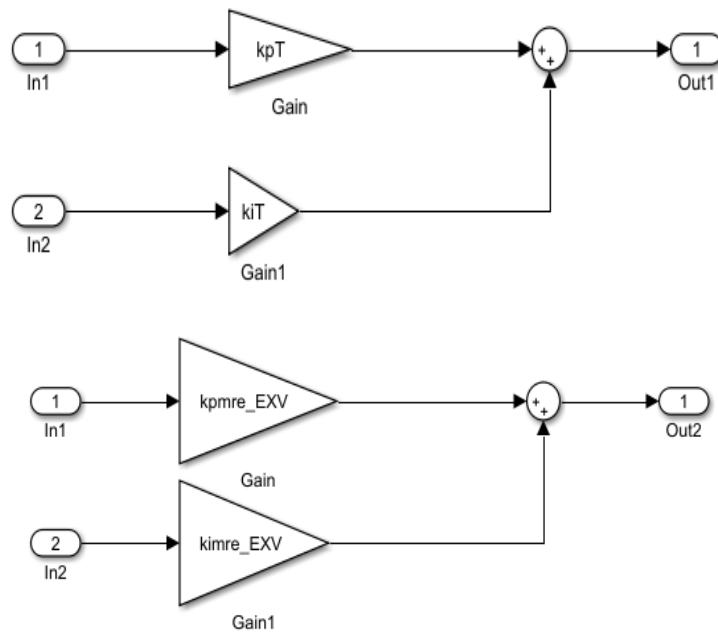 1
kpT
+
+
1
In1
Out1
Gain
2
kiT
In2
Gain1
1
kpmre_EXV
+
+
1
In1
Out2
Gain
2
kimre_EXV
In2
Gain1